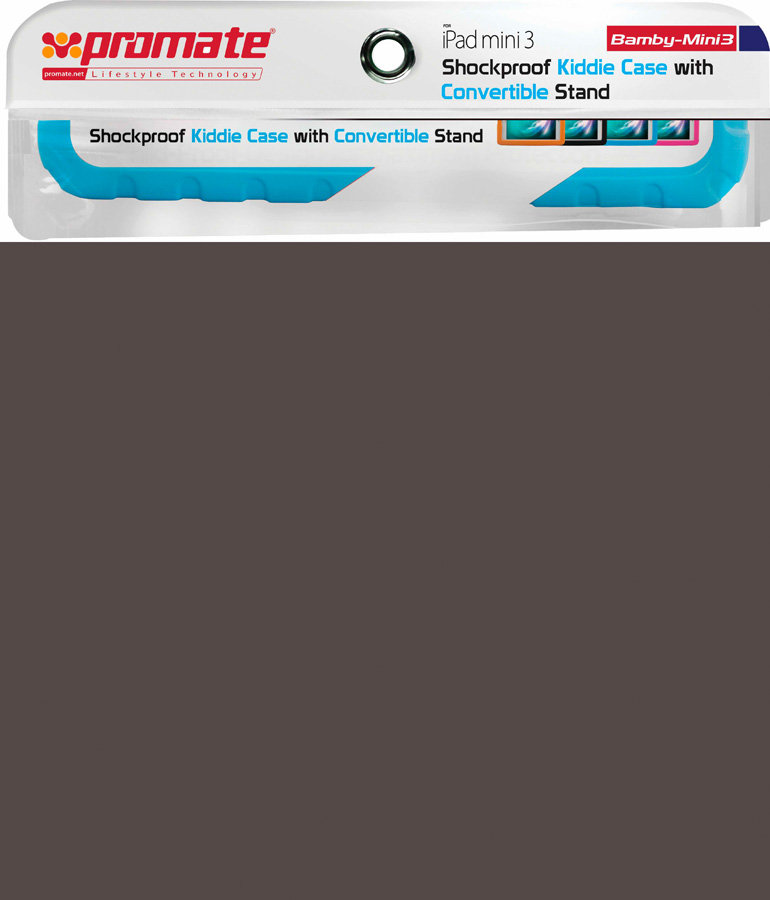 promate®
promate.net Lifestyle Technology
FOR
iPad mini 3
Bamby-Mini3
Shockproof Kiddie Case with
Convertible Stand
Shockproof Kiddie Case with Convertible Stand